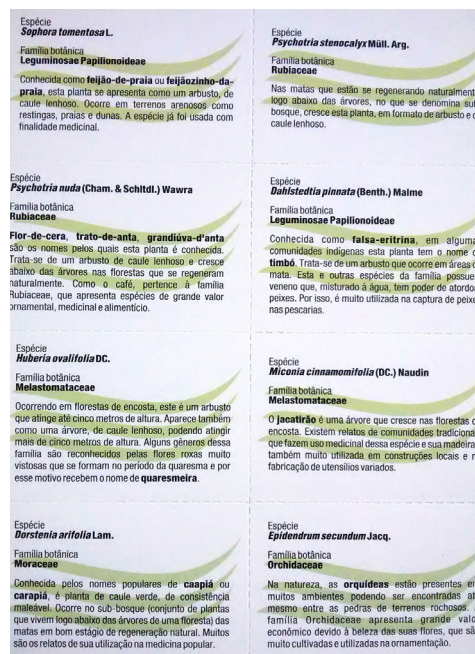 Espécie
Sophora tomentosa L.
Família botânica
Leguminosae Papilionoideae
Conhecida como feijão-de-praia ou feijãozinho-da-
praia, esta planta se apresenta como um arbusto, de
caule lenhoso. Ocorre em terrenos arenosos como
restingas, praias e dunas. A espécie já foi usada com
finalidade medicinal.
Espécie
Psychotria stenocalyx Müll. Arg.
Família botânica
Rubiaceae
Nas matas que estão se regenerando naturalment
logo abaixo das árvores, no que se denomina sub
bosque, cresce esta planta, em formato de arbusto e
caule lenhoso.
Espécie
Psychotria nuda (Cham. & Schltdl.) Wawra
Família botânica
Rubiaceae
Flor-de-cera, trato-de-anta, grandiúva-d'anta
são os nomes pelos quais esta planta é conhecida.
Trata-se de um arbusto de caule lenhoso e cresce
abaixo das árvores nas florestas que se regeneram
naturalmente. Como o café, pertence à família
Rubiaceae, que apresenta espécies de grande valor
ornamental, medicinal e alimentício.
Espécie
Dahlstedtia pinnata (Benth.) Malme
Família botânica
Leguminosae Papilionoideae
Conhecida como falsa-eritrina, em alguma
comunidades indígenas esta planta tem o nome
timbó. Trata-se de um arbusto que ocorre em áreas
mata. Esta e outras espécies da família possue
veneno que, misturado à água, tem poder de atordoa
peixes. Por isso, é muito utilizada na captura de peixe
nas pescarias.
Espécie
Huberia ovalifolia DC.
Família botânica
Melastomataceae
Ocorrendo em florestas de encosta, este é um arbusto
que atinge até cinco metros de altura. Aparece também
como uma árvore, de caule lenhoso, podendo atingir
mais de cinco metros de altura. Alguns gêneros dessa
família são reconhecidos pelas flores roxas muito
vistosas que se formam no período da quaresma e por
esse motivo recebem o nome de quaresmeira.
Espécie
Miconia cinnamomifolia (DC.) Naudin
Família botânica
Melastomataceae
O jacatirão é uma árvore que cresce nas florestas
encosta. Existem relatos de comunidades tradiciona
que fazem uso medicinal dessa espécie e sua madeira
também muito utilizada em construções locais e
fabricação de utensílios variados.
Espécie
Dorstenia arifolia Lam.
Família botânica
Moraceae
Conhecida pelos nomes populares de caapiá ou
carapiá, é planta de caule verde, de consistência
maleável. Ocorre no sub-bosque (conjunto de plantas
que vivem logo abaixo das árvores de uma floresta) das
matas em bom estágio de regeneração natural. Muitos
são os relatos de sua utilização na medicina popular.
Espécie
Epidendrum secundum Jacq.
Família botânica
Orchidaceae
Na natureza, as orquídeas estão presentes e
muitos ambientes podendo ser encontradas at
mesmo entre as pedras de terrenos rochosos.
família Orchidaceae apresenta grande valo
econômico devido à beleza das suas flores, que sã
muito cultivadas e utilizadas na ornamentação.